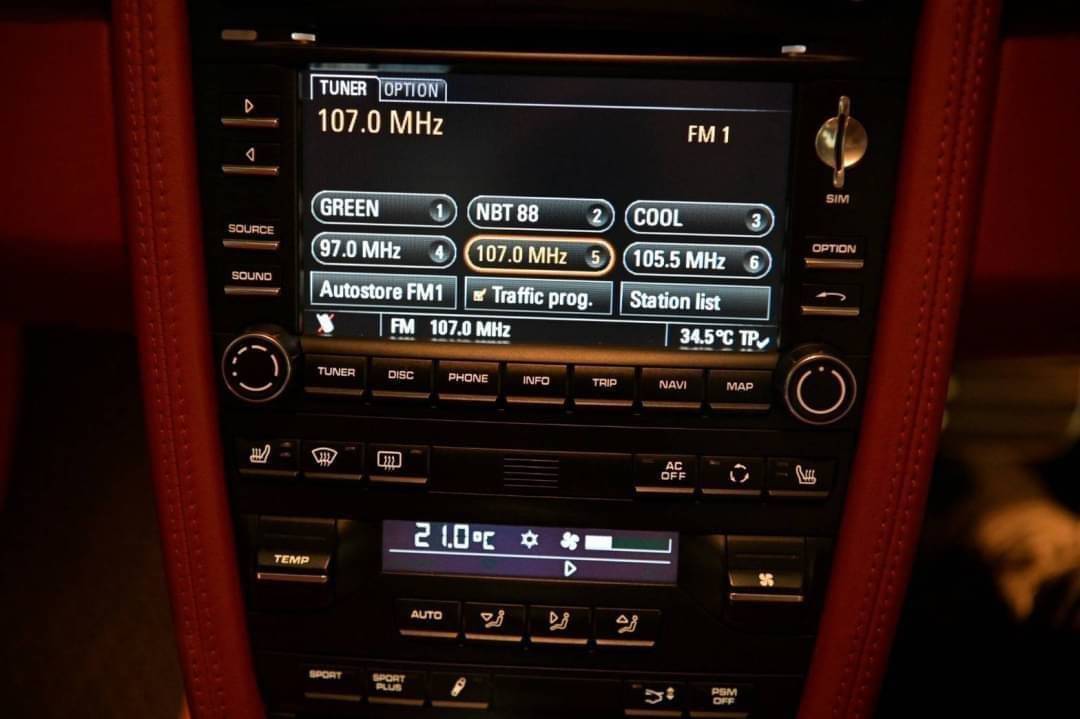 TUNER OPTION
107.0 MHz
FM 1
GREEN 1
NBT 88 2
COOL 3
97.0 MHz 4
107.0 MHz 5
105.5 MHz 6
Autostore FM1
Traffic prog.
Station list
FM 107.0 MHz
34.5°C TP
SOURCE
SOUND
SIM
OPTION
TUNER
DISC
PHONE
INFO
TRIP
NAVI
MAP
AC
OFF
21.0°C
TEMP
AUTO
SPORT
SPORT
PLUS
PSM
OFF